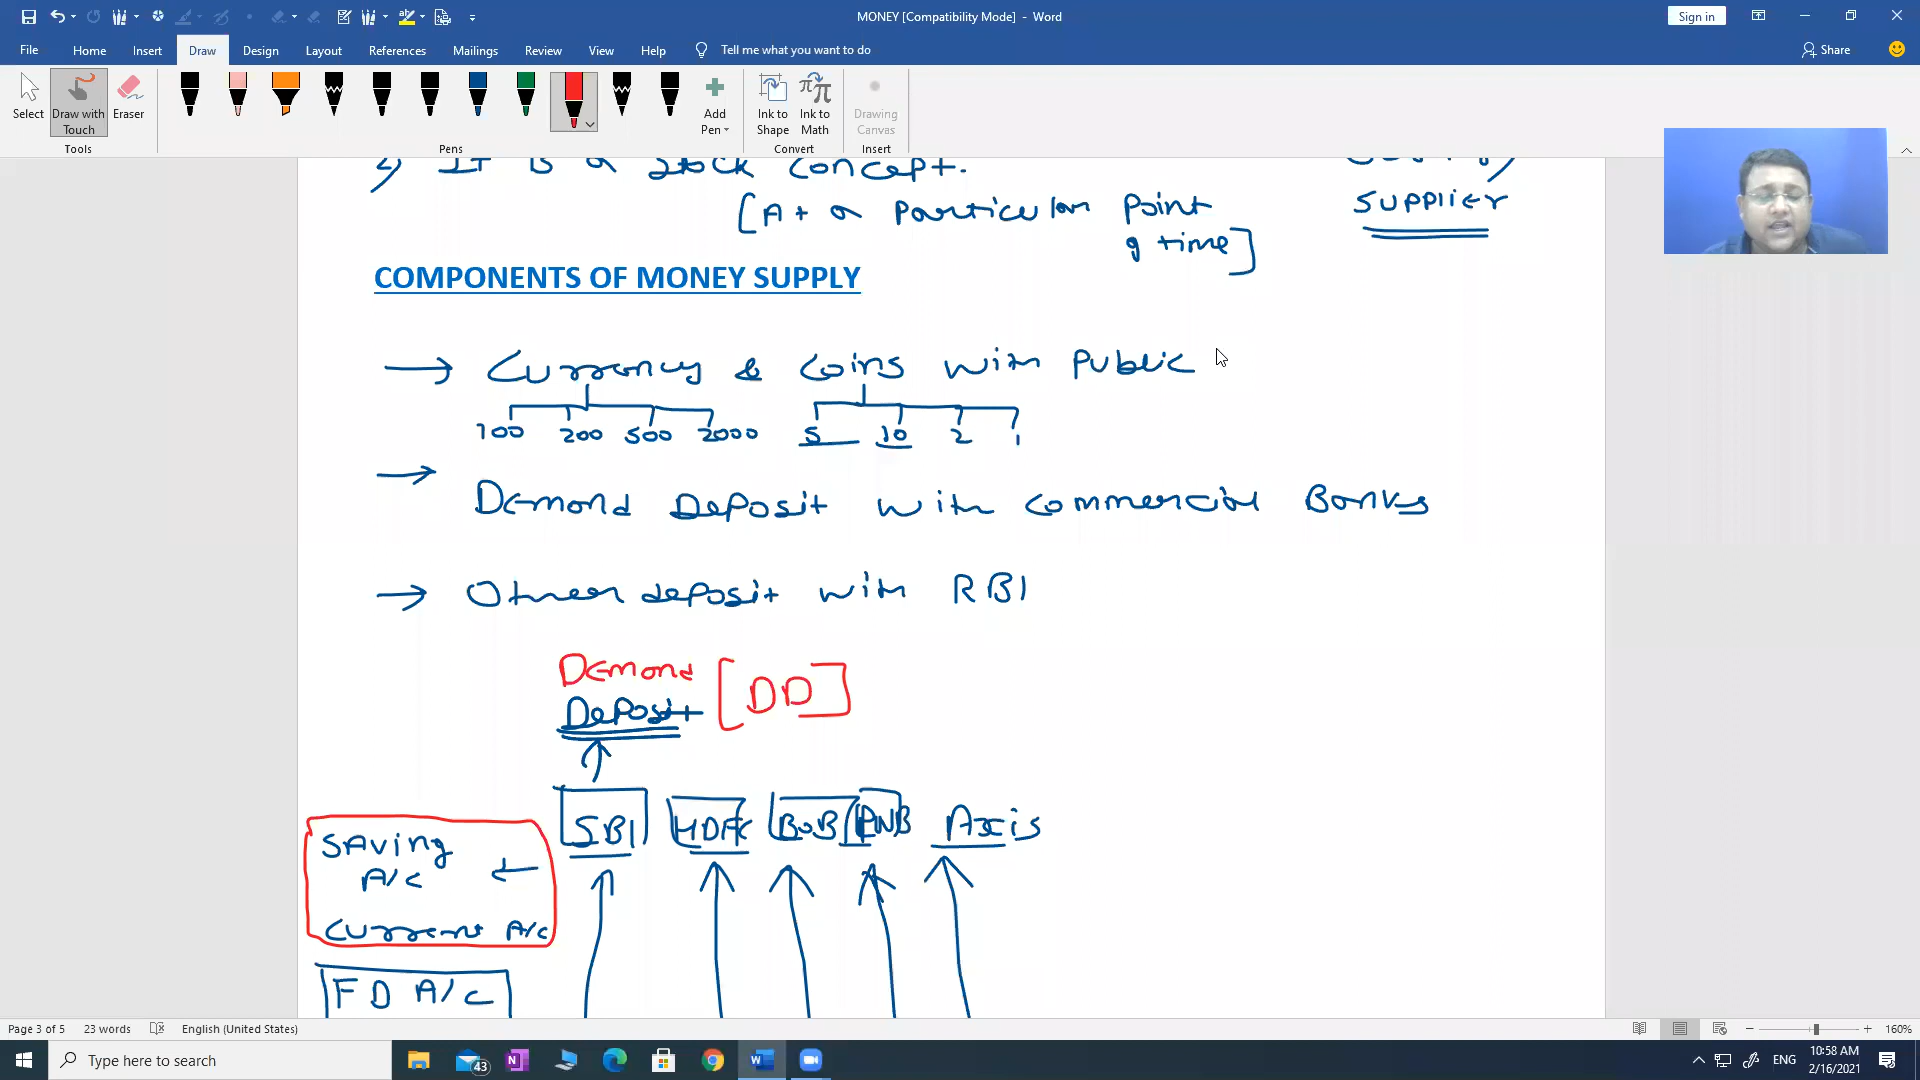 MONEY [Compatibility Mode] - Word
Sign in
File Home Insert Draw Design Layout References Mailings Review View Help Tell me what you want to do
Share
Select
Draw with Touch
Eraser
Add Pen
Ink to Shape
Ink to Math
Drawing Canvas
Tools Pens Convert Insert
2) It is a stock concept.
[At a particular point
of time]
supplier
COMPONENTS OF MONEY SUPPLY
→ Currency & Coins with Public
100 200 500 2000 5 10 2 1
→ Demand Deposit with commercial Banks
→ Other deposit with RBI
Demand [DD]
Deposit
SBI HDFC BOB PNB Axis
Saving
A/c
Current A/c
FD A/c
Page 3 of 5 23 words English (United States) 160%
Type here to search
43
ENG
10:58 AM
2/16/2021